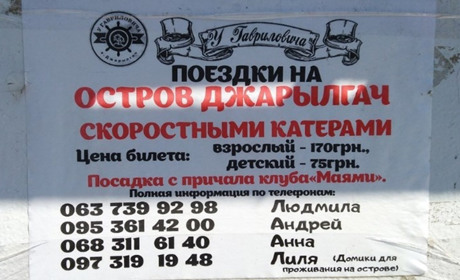 ГАВРИЛОВИЧ
У Гавриловича
ПОЕЗДКИ НА
ОСТРОВ ДЖАРЫЛГАЧ
СКОРОСТНЫМИ КАТЕРАМИ
Цена билета: взрослый - 170грн.,
детский - 75грн.
Посадка с причала клуба «Маями».
Полная информация по телефонам:
063 739 92 98 Людмила
095 361 42 00 Андрей
068 311 61 40 Анна
097 319 19 48 Лиля (Домики для
проживания на острове)